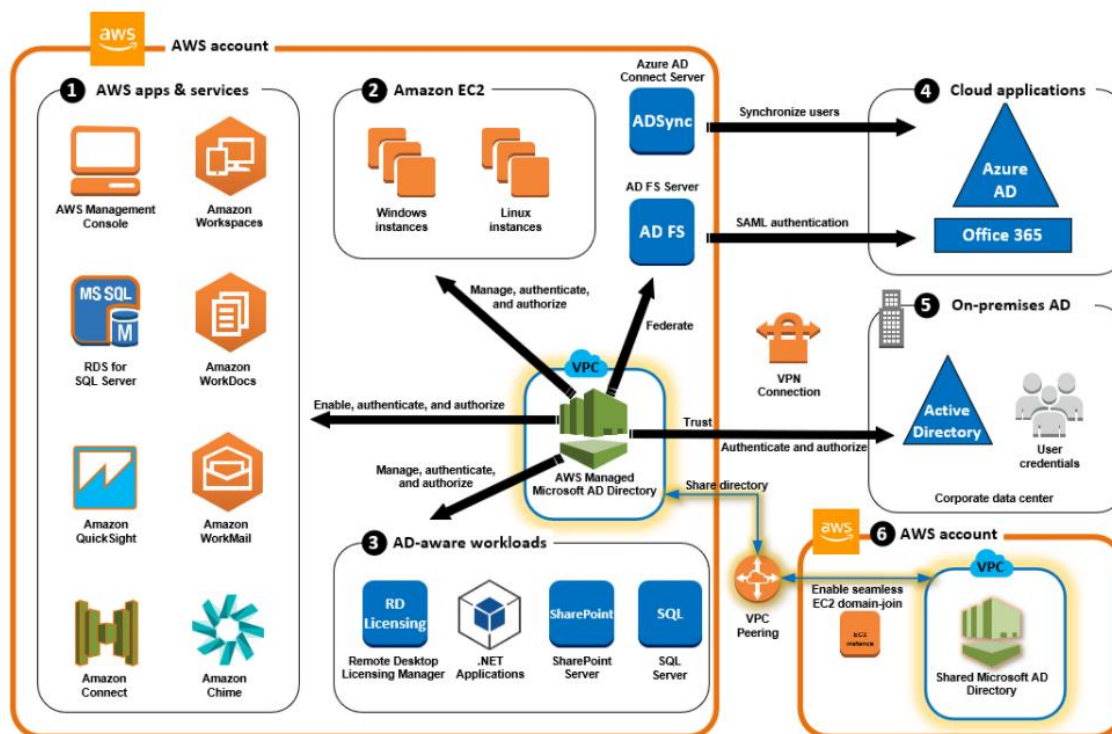 aws
AWS account
1 AWS apps & services
AWS Management
Console
Amazon
Workspaces
MS SQL
M
RDS for
SQL Server
Amazon
WorkDocs
Amazon
QuickSight
Amazon
WorkMail
Amazon
Connect
Amazon
Chime
2 Amazon EC2
Windows
instances
Linux
instances
Azure AD
Connect Server
ADSync
AD FS Server
AD FS
Synchronize users
SAML authentication
4 Cloud applications
Azure
AD
Office 365
Manage, authenticate,
and authorize
Federate
VPC
Enable, authenticate, and authorize
Manage, authenticate,
and authorize
AWS Managed
Microsoft AD Directory
VPN
Connection
Trust
Authenticate and authorize
5 On-premises AD
Active
Directory
User
credentials
Corporate data center
Share directory
3 AD-aware workloads
RD
Licensing
Remote Desktop
Licensing Manager
.NET
Applications
SharePoint
SharePoint
Server
SQL
SQL
Server
VPC
Peering
aws
6 AWS account
Enable seamless
EC2 domain-join
EC2
instance
VPC
Shared Microsoft AD
Directory